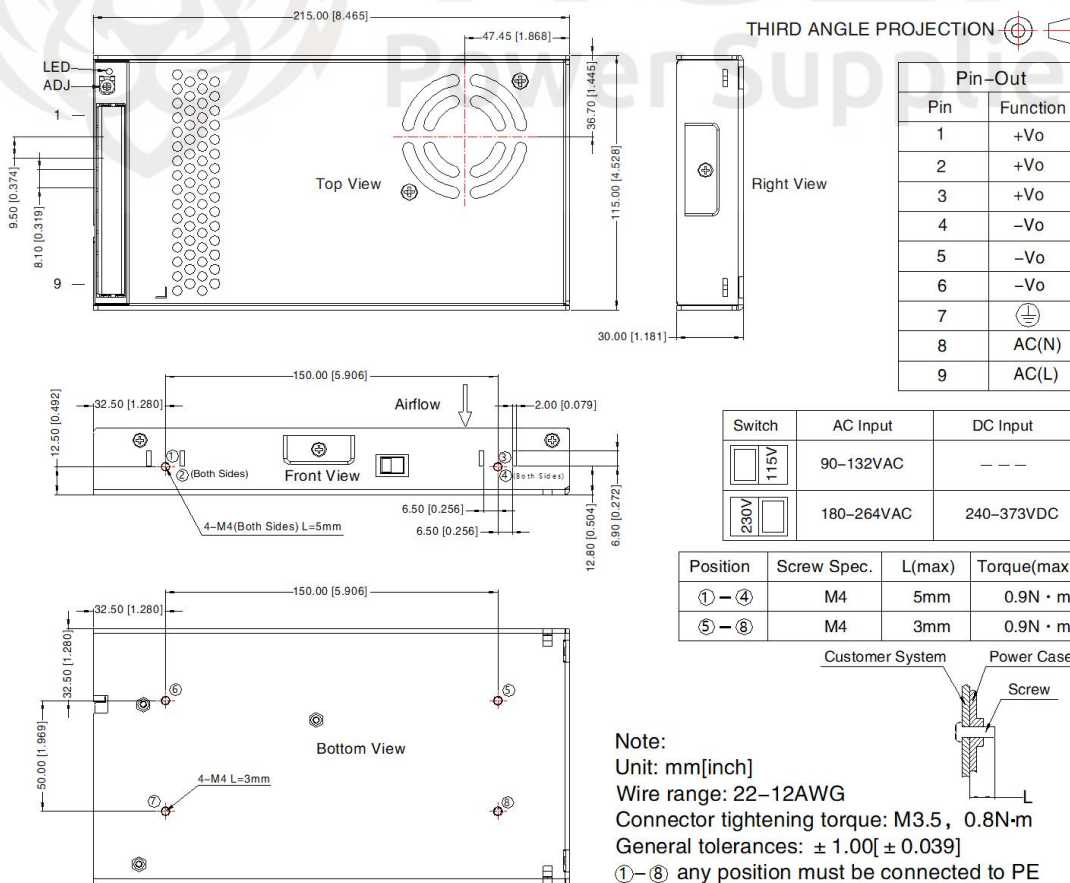 Power Supplie
THIRD ANGLE PROJECTION
215.00 [8.465]
47.45 [1.868]
36.70 [1.445]
LED
ADJ
1
9.50 [0.374]
8.10 [0.319]
9
Top View
115.00 [4.528]
Right View
30.00 [1.181]
Pin–Out
Pin Function
1 +Vo
2 +Vo
3 +Vo
4 –Vo
5 –Vo
6 –Vo
7
8 AC(N)
9 AC(L)
150.00 [5.906]
32.50 [1.280]
12.50 [0.492]
Airflow
2.00 [0.079]
①
② (Both Sides)
Front View
③
④ (Both Sides)
4–M4(Both Sides) L=5mm
6.50 [0.256]
6.50 [0.256]
12.80 [0.504]
6.90 [0.272]
Switch AC Input DC Input
115V 90–132VAC – – –
230V 180–264VAC 240–373VDC
Position Screw Spec. L(max) Torque(max
①–④ M4 5mm 0.9N·m
⑤–⑧ M4 3mm 0.9N·m
Customer System Power Case
Screw
L
150.00 [5.906]
32.50 [1.280]
32.50 [1.280]
50.00 [1.969]
⑥
⑤
Bottom View
4–M4 L=3mm
⑦
⑧
Note:
Unit: mm[inch]
Wire range: 22–12AWG
Connector tightening torque: M3.5, 0.8N·m
General tolerances: ±1.00[±0.039]
①–⑧ any position must be connected to PE